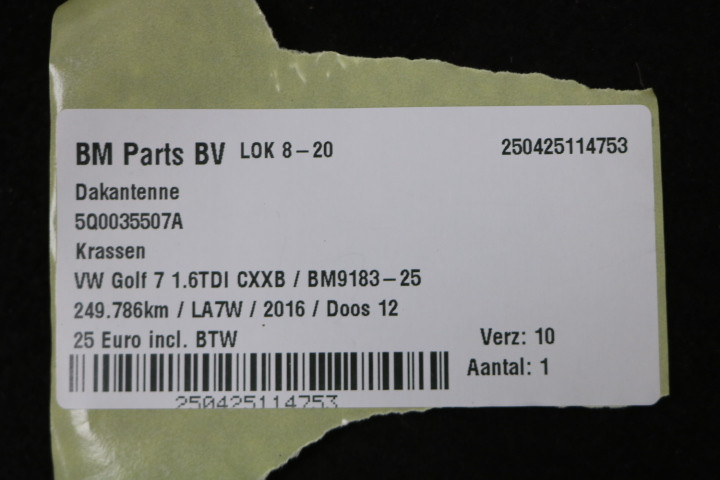 BM Parts BV LOK 8-20 250425114753
Dakantenne
5Q0035507A
Krassen
VW Golf 7 1.6TDI CXXB / BM9183-25
249.786km / LA7W / 2016 / Doos 12
25 Euro incl. BTW Verz: 10
Aantal: 1
250425114753